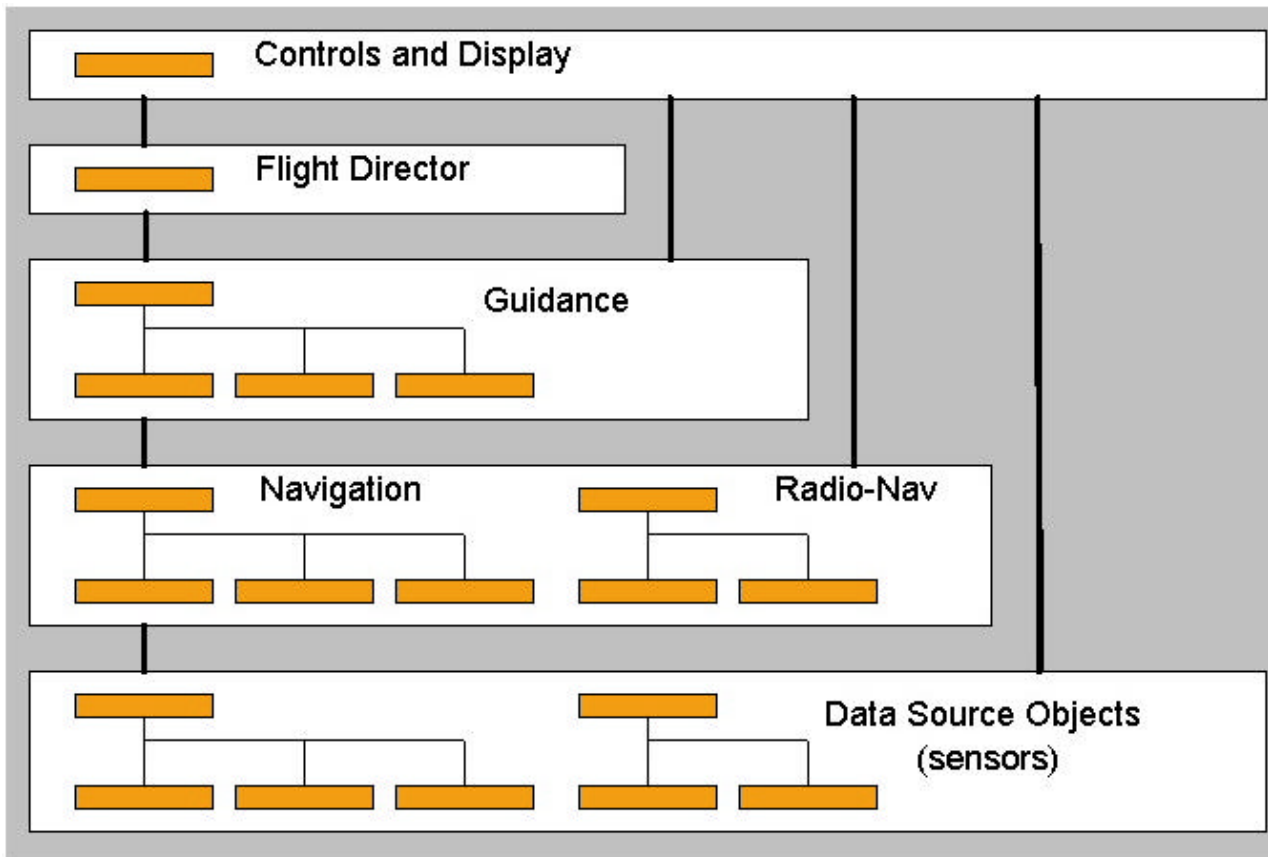 Controls and Display
Flight Director
Guidance
Navigation
Radio-Nav
Data Source Objects
(sensors)